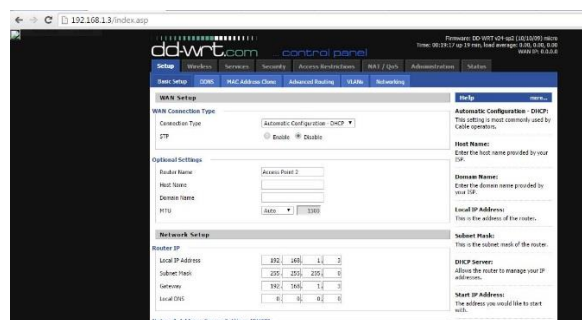 192.168.1.3/index.asp
Firmware: DD-WRT v24-sp2 (10/10/09) micro
Time: 00:19:17 up 19 min, load average: 0.00, 0.00, 0.00
WAN IP: 0.0.0.0
dd-wrt.com ... control panel
Setup Wireless Services Security Access Restrictions NAT / QoS Administration Status
Basic Setup DDNS MAC Address Clone Advanced Routing VLANs Networking
WAN Setup
WAN Connection Type
Connection Type Automatic Configuration - DHCP
STP Enable Disable
Optional Settings
Router Name Access Point 2
Host Name
Domain Name
MTU Auto 1500
Network Setup
Router IP
Local IP Address 192. 168. 1. 3
Subnet Mask 255. 255. 255. 0
Gateway 192. 168. 1.
Local DNS 0. 0. 0. 0
Help more...
Automatic Configuration - DHCP:
This setting is most commonly used by
Cable operators.
Host Name:
Enter the host name provided by your
ISP.
Domain Name:
Enter the domain name provided by
your ISP.
Local IP Address:
This is the address of the router.
Subnet Mask:
This is the subnet mask of the router.
DHCP Server:
Allows the router to manage your IP
addresses.
Start IP Address:
The address you would like to start
with.